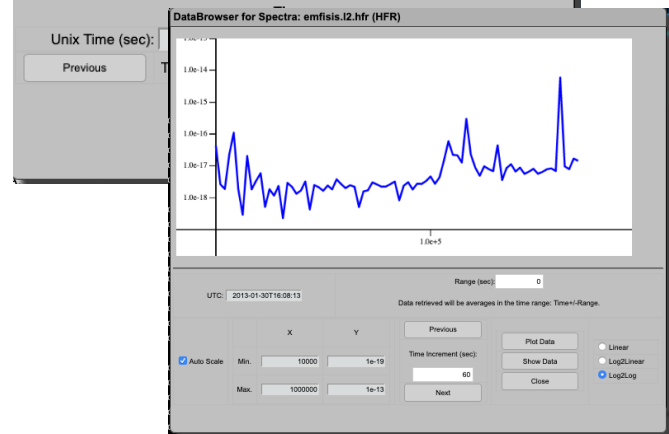 Unix Time (sec):
Previous
DataBrowser for Spectra: emfisis.l2.hfr (HFR)
1.0e-14
1.0e-15
1.0e-16
1.0e-17
1.0e-18
1.0e+5
Range (sec): 0
UTC: 2013-01-30T16:08:13
Data retrieved will be averages in the time range: Time+/-Range.
X Y
Auto Scale
Min. 10000 1e-19
Max. 1000000 1e-13
Previous
Time Increment (sec):
60
Next
Plot Data
Show Data
Close
Linear
Log2Linear
Log2Log